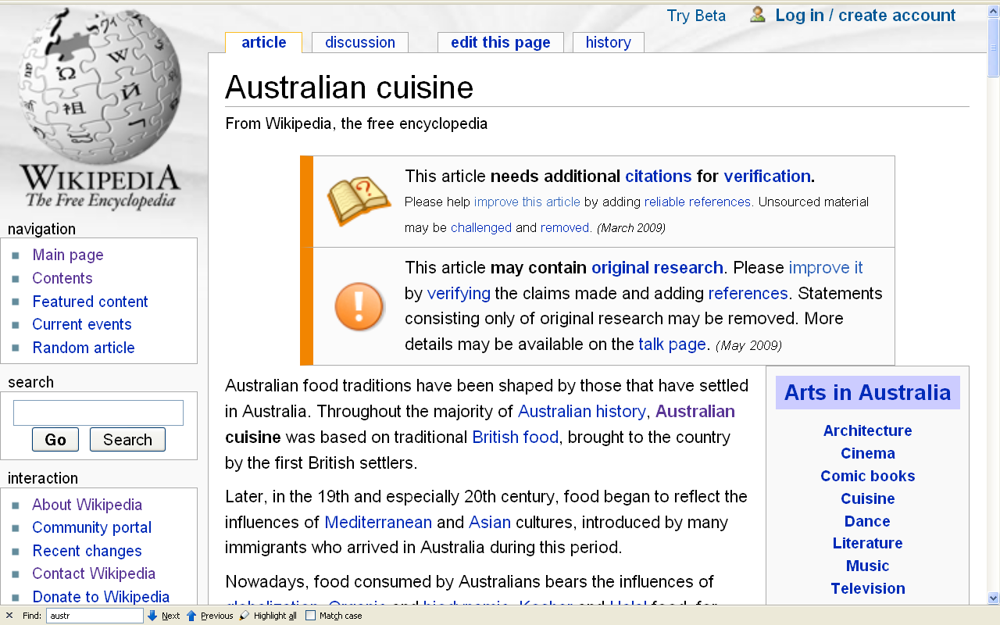 Try Beta Log in / create account
article discussion edit this page history
Australian cuisine
From Wikipedia, the free encyclopedia
WIKIPEDIA
The Free Encyclopedia
navigation
Main page
Contents
Featured content
Current events
Random article
search
Go Search
interaction
About Wikipedia
Community portal
Recent changes
Contact Wikipedia
Donate to Wikipedia
This article needs additional citations for verification.
Please help improve this article by adding reliable references. Unsourced material
may be challenged and removed. (March 2009)
This article may contain original research. Please improve it
by verifying the claims made and adding references. Statements
consisting only of original research may be removed. More
details may be available on the talk page. (May 2009)
Australian food traditions have been shaped by those that have settled
in Australia. Throughout the majority of Australian history, Australian
cuisine was based on traditional British food, brought to the country
by the first British settlers.
Later, in the 19th and especially 20th century, food began to reflect the
influences of Mediterranean and Asian cultures, introduced by many
immigrants who arrived in Australia during this period.
Nowadays, food consumed by Australians bears the influences of
globalization. Organic and biodynamic, Kosher and Halal food, for
Arts in Australia
Architecture
Cinema
Comic books
Cuisine
Dance
Literature
Music
Television
Find: austr Next Previous Highlight all Match case